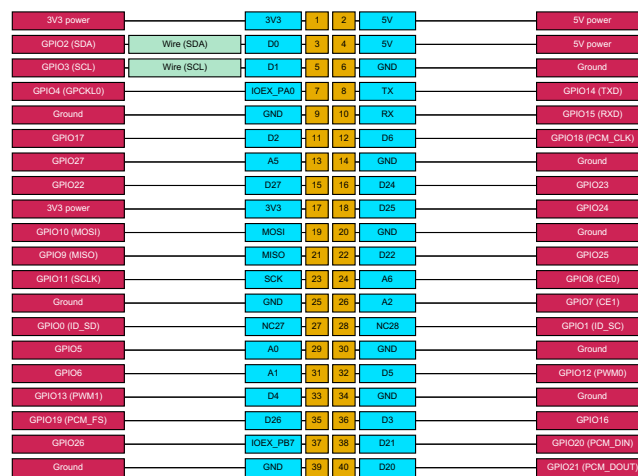 3V3 power 3V3 1 2 5V 5V power
GPIO2 (SDA) Wire (SDA) D0 3 4 5V 5V power
GPIO3 (SCL) Wire (SCL) D1 5 6 GND Ground
GPIO4 (GPCKL0) IOEX_PA0 7 8 TX GPIO14 (TXD)
Ground GND 9 10 RX GPIO15 (RXD)
GPIO17 D2 11 12 D6 GPIO18 (PCM_CLK)
GPIO27 A5 13 14 GND Ground
GPIO22 D27 15 16 D24 GPIO23
3V3 power 3V3 17 18 D25 GPIO24
GPIO10 (MOSI) MOSI 19 20 GND Ground
GPIO9 (MISO) MISO 21 22 D22 GPIO25
GPIO11 (SCLK) SCK 23 24 A6 GPIO8 (CE0)
Ground GND 25 26 A2 GPIO7 (CE1)
GPIO0 (ID_SD) NC27 27 28 NC28 GPIO1 (ID_SC)
GPIO5 A0 29 30 GND Ground
GPIO6 A1 31 32 D5 GPIO12 (PWM0)
GPIO13 (PWM1) D4 33 34 GND Ground
GPIO19 (PCM_FS) D26 35 36 D3 GPIO16
GPIO26 IOEX_PB7 37 38 D21 GPIO20 (PCM_DIN)
Ground GND 39 40 D20 GPIO21 (PCM_DOUT)